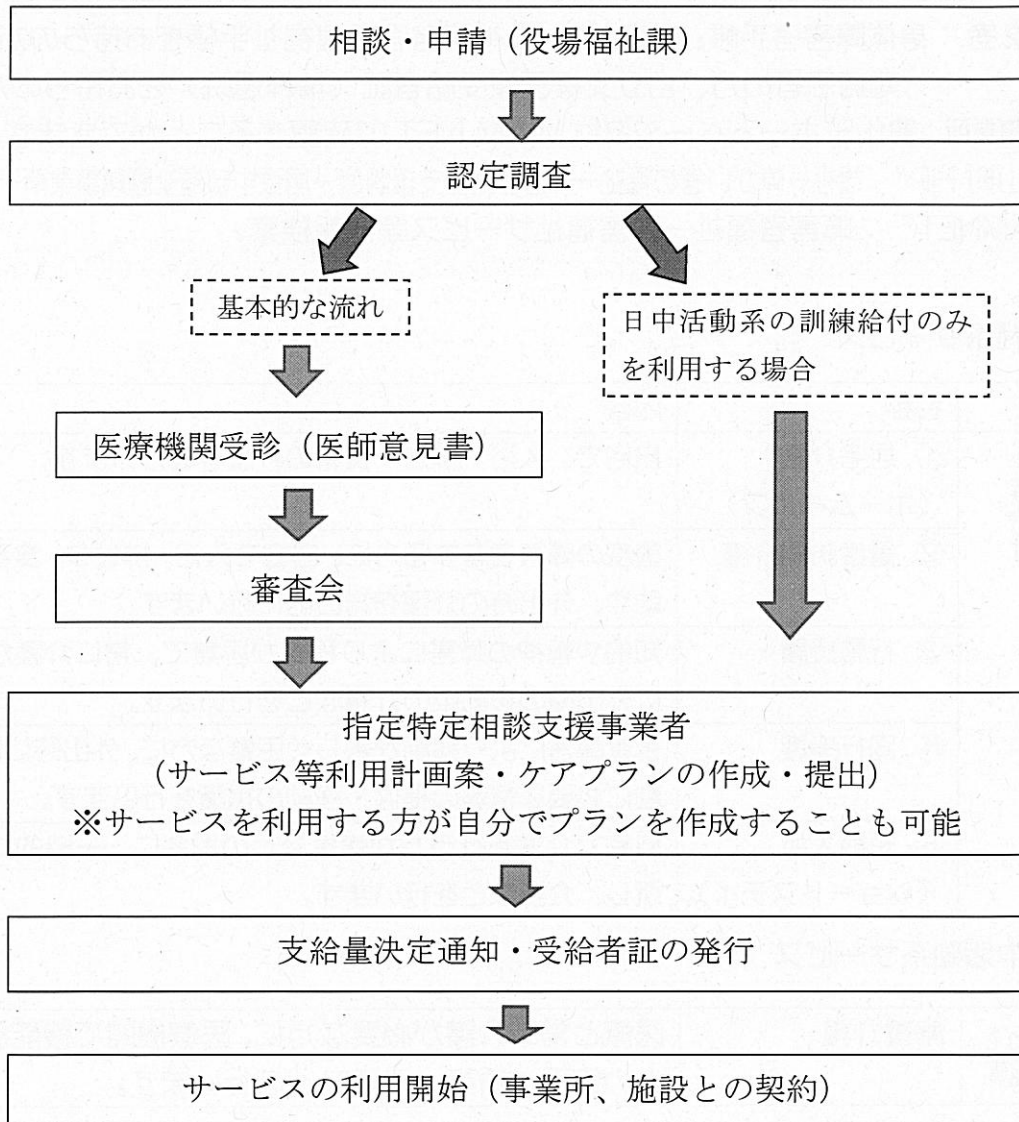 相談・申請（役場福祉課）
認定調査
基本的な流れ
日中活動系の訓練給付のみ
を利用する場合
医療機関受診（医師意見書）
審査会
指定特定相談支援事業者
（サービス等利用計画案・ケアプランの作成・提出）
※サービスを利用する方が自分でプランを作成することも可能
支給量決定通知・受給者証の発行
サービスの利用開始（事業所、施設との契約）